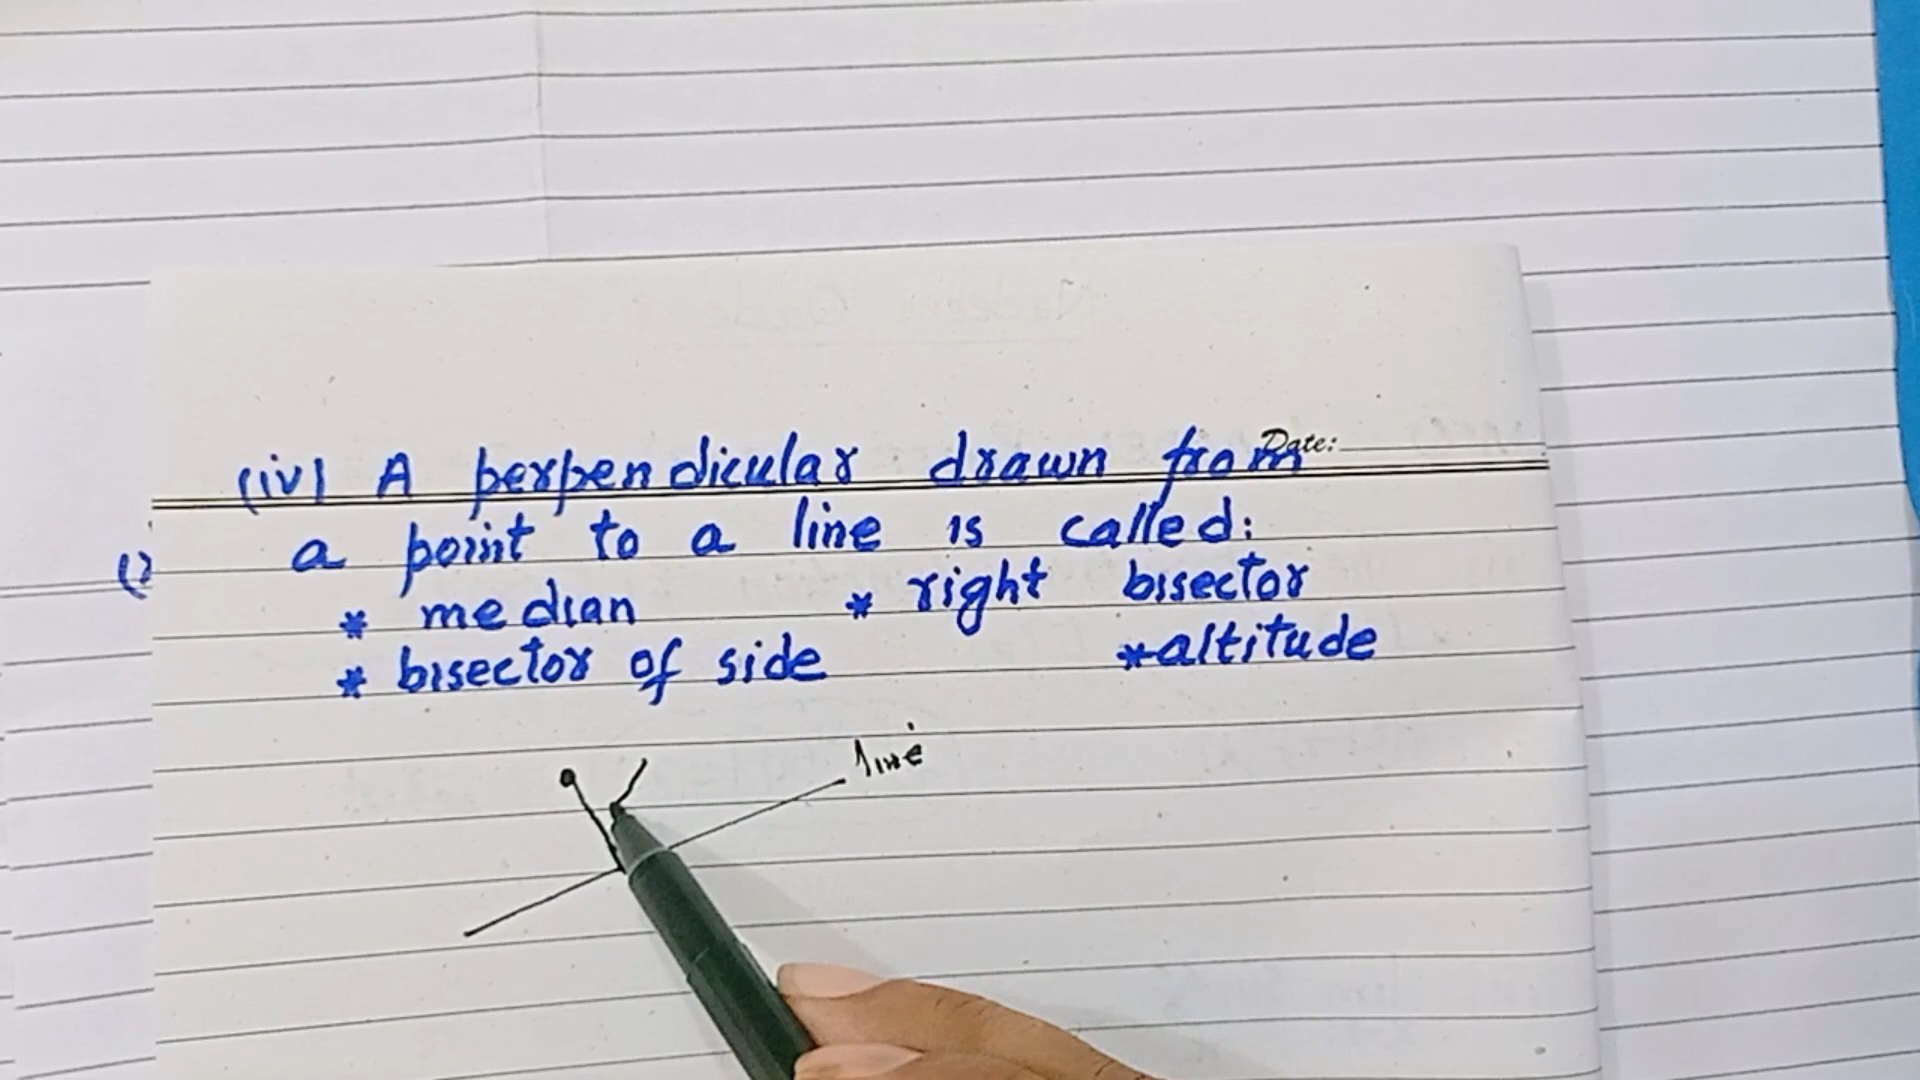 Date:
(iv) A perpendicular drawn from
a point to a line is called:
* median * right bisector
* bisector of side * altitude
line